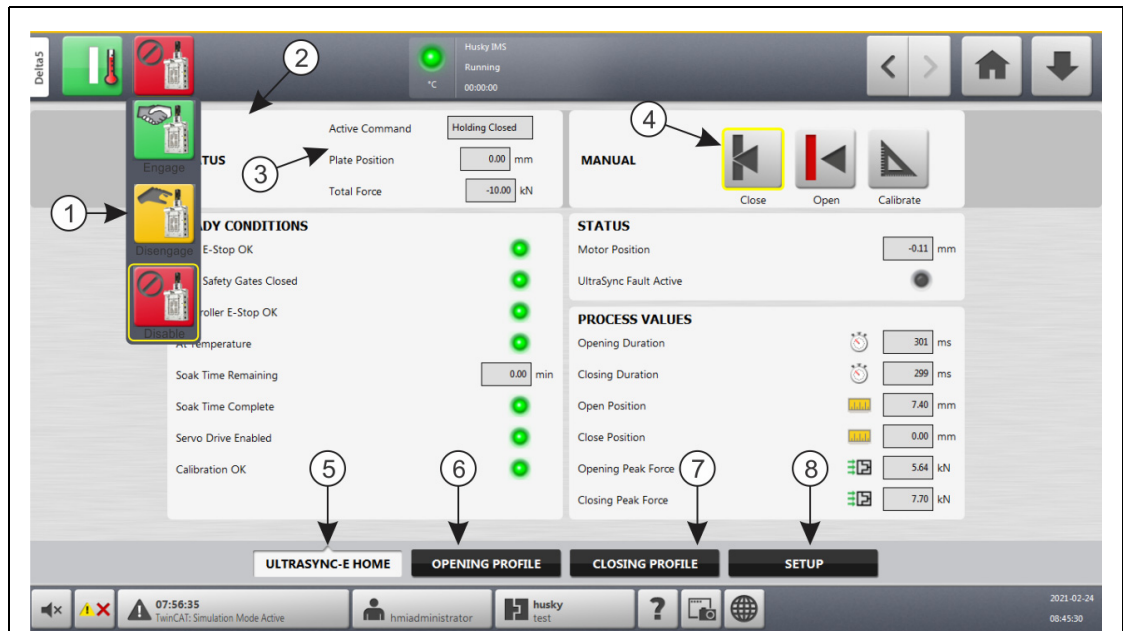 Delta5
Husky IMS
Running
°C 00:00:00
2
Active Command Holding Closed
TUS
3
Plate Position 0.00 mm
Total Force -10.00 kN
MANUAL
4
Close Open Calibrate
Engage
1
Disengage
Disable
DY CONDITIONS
E-Stop OK
Safety Gates Closed
roller E-Stop OK
At Temperature
Soak Time Remaining 0.00 min
Soak Time Complete
Servo Drive Enabled
Calibration OK
STATUS
Motor Position -0.11 mm
UltraSync Fault Active
PROCESS VALUES
Opening Duration 301 ms
Closing Duration 299 ms
Open Position 7.40 mm
Close Position 0.00 mm
Opening Peak Force 5.64 kN
Closing Peak Force 7.70 kN
5 6 7 8
ULTRASYNC-E HOME OPENING PROFILE CLOSING PROFILE SETUP
07:56:35
TwinCAT: Simulation Mode Active
hmiadministrator
husky
test
?
2021-02-24
08:45:30